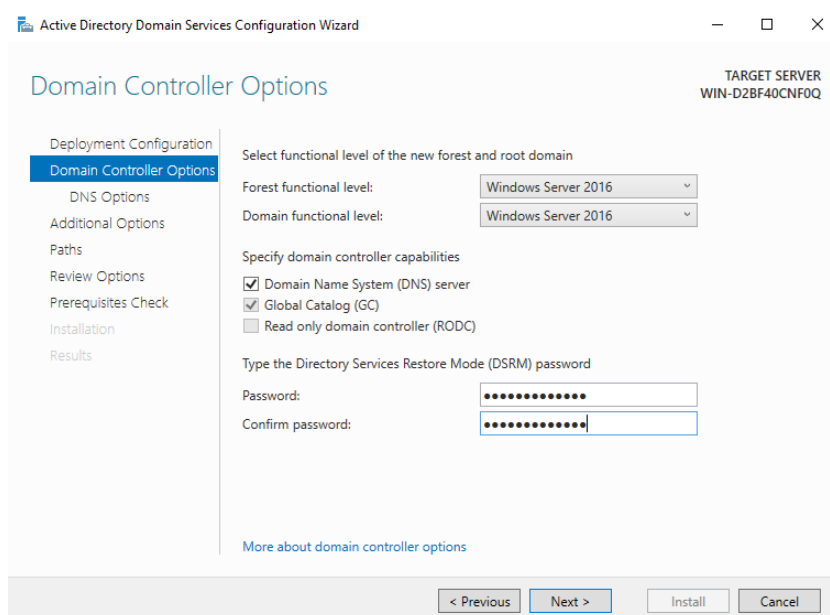 Active Directory Domain Services Configuration Wizard
Domain Controller Options
TARGET SERVER
WIN-D2BF40CNF0Q
Deployment Configuration
Domain Controller Options
DNS Options
Additional Options
Paths
Review Options
Prerequisites Check
Installation
Results
Select functional level of the new forest and root domain
Forest functional level: Windows Server 2016
Domain functional level: Windows Server 2016
Specify domain controller capabilities
Domain Name System (DNS) server
Global Catalog (GC)
Read only domain controller (RODC)
Type the Directory Services Restore Mode (DSRM) password
Password: •••••••••••••
Confirm password: •••••••••••••
More about domain controller options
< Previous Next > Install Cancel